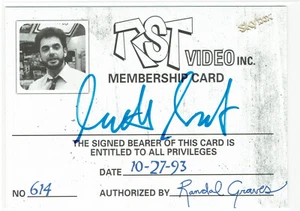 skybox
RST
VIDEO INC.
MEMBERSHIP CARD
THE SIGNED BEARER OF THIS CARD IS
ENTITLED TO ALL PRIVILEGES
DATE 10-27-93
NO 614 AUTHORIZED BY Randal Graves